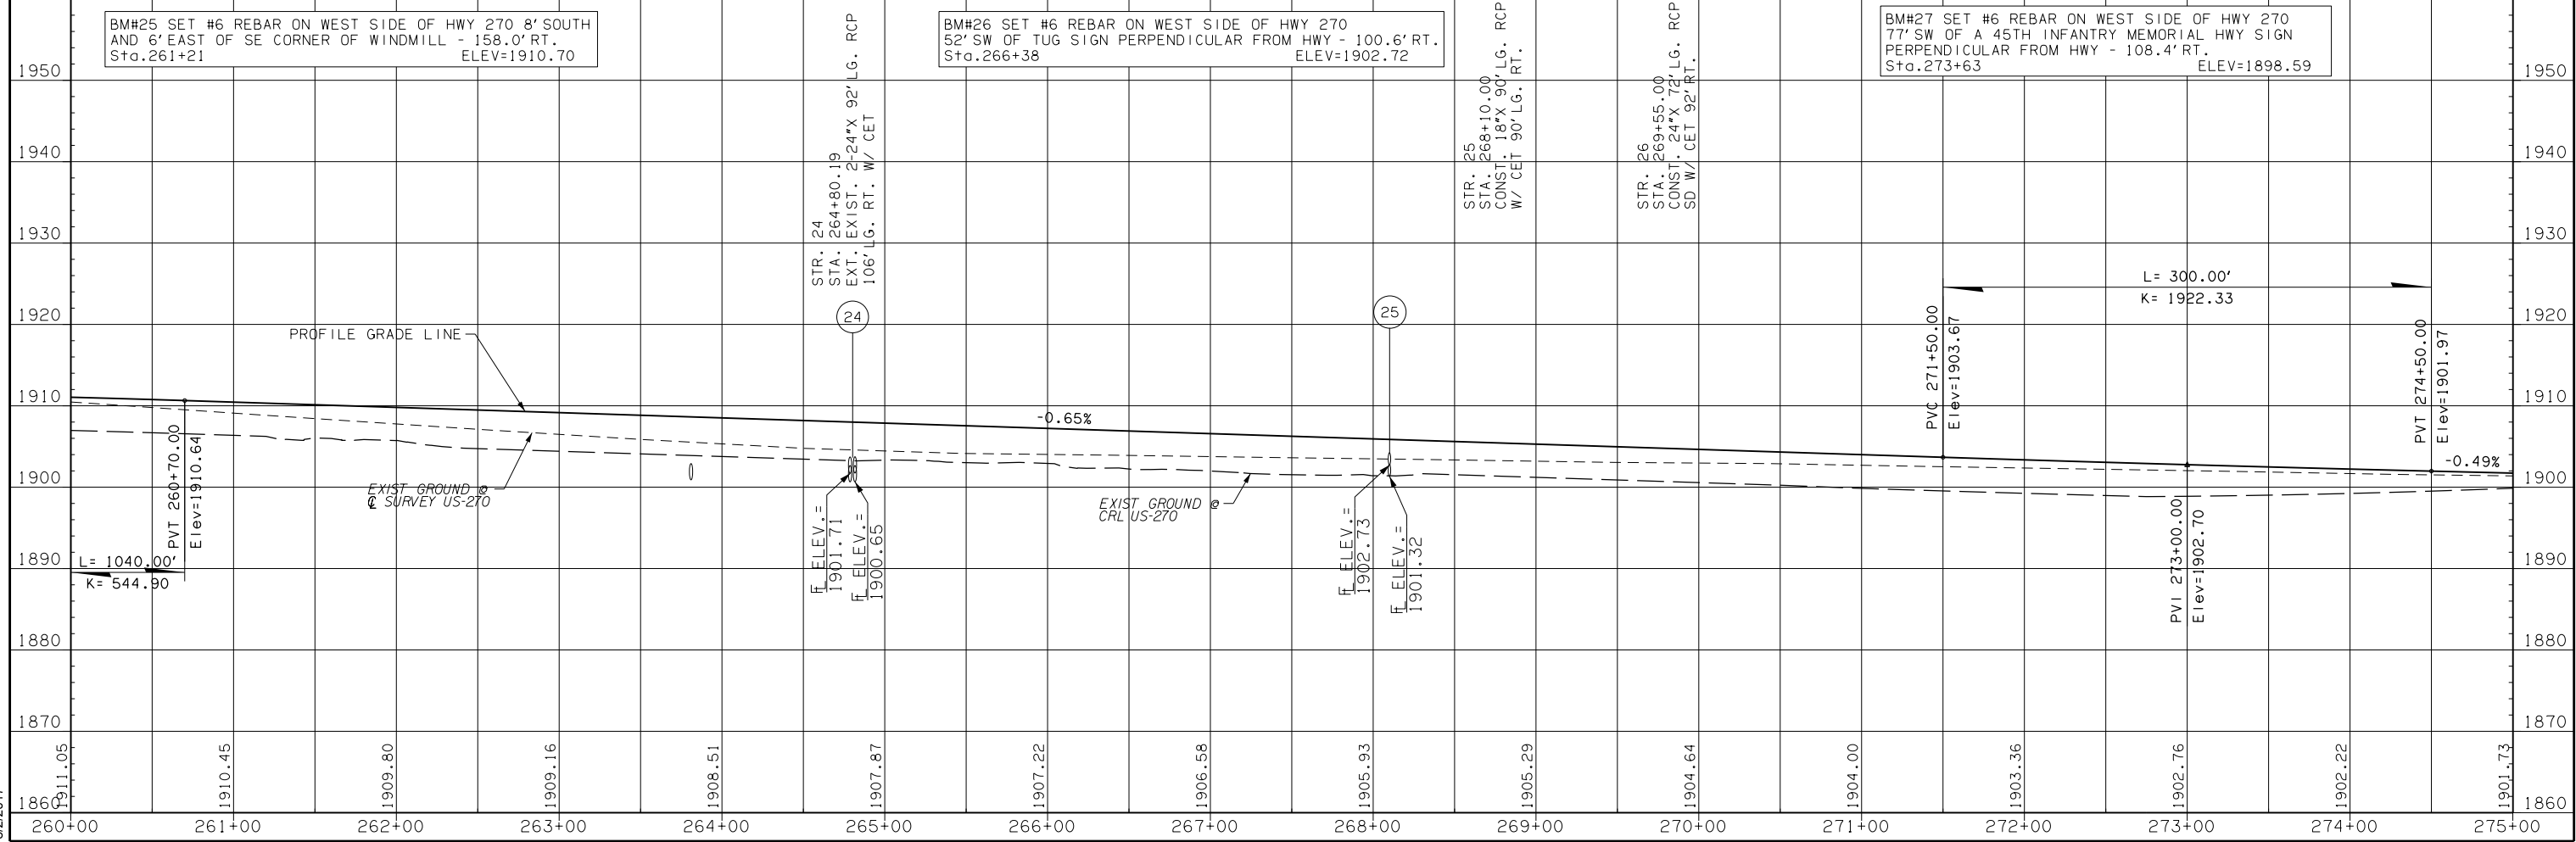 BM#25 SET #6 REBAR ON WEST SIDE OF HWY 270 8' SOUTH
AND 6' EAST OF SE CORNER OF WINDMILL - 158.0' RT.
Sta.261+21 ELEV=1910.70
BM#26 SET #6 REBAR ON WEST SIDE OF HWY 270
52' SW OF TUG SIGN PERPENDICULAR FROM HWY - 100.6' RT.
Sta.266+38 ELEV=1902.72
BM#27 SET #6 REBAR ON WEST SIDE OF HWY 270
77' SW OF A 45TH INFANTRY MEMORIAL HWY SIGN
PERPENDICULAR FROM HWY - 108.4' RT.
Sta.273+63 ELEV=1898.59
STR. 24
STA. 264+80.19
EXT. EXIST. 2-24"X 92' LG. RCP
106' LG. RT. W/ CET
STR. 25
STA. 268+10.00
CONST. 18"X 90' LG. RCP
W/ CET 90' LG. RT.
STR. 26
STA. 269+55.00
CONST. 24"X 72' LG. RCP
SD W/ CET 92' RT.
1950 1950
1940 1940
1930 1930
1920 1920
1910 1910
1900 1900
1890 1890
1880 1880
1870 1870
1860 1860
24
25
L= 300.00'
K= 1922.33
PROFILE GRADE LINE
-0.65%
-0.49%
PVC 271+50.00
Elev=1903.67
PVT 274+50.00
Elev=1901.97
PVT 260+70.00
Elev=1910.64
PVI 273+00.00
Elev=1902.70
L= 1040.00'
K= 544.90
EXIST GROUND @
℄ SURVEY US-270
EXIST GROUND @
CRL US-270
FL ELEV.=
1901.71
FL ELEV.=
1900.65
FL ELEV.=
1902.73
FL ELEV.=
1901.32
1911.05 1910.45 1909.80 1909.16 1908.51 1907.87 1907.22 1906.58 1905.93 1905.29 1904.64 1904.00 1903.36 1902.76 1902.22 1901.73
260+00 261+00 262+00 263+00 264+00 265+00 266+00 267+00 268+00 269+00 270+00 271+00 272+00 273+00 274+00 275+00